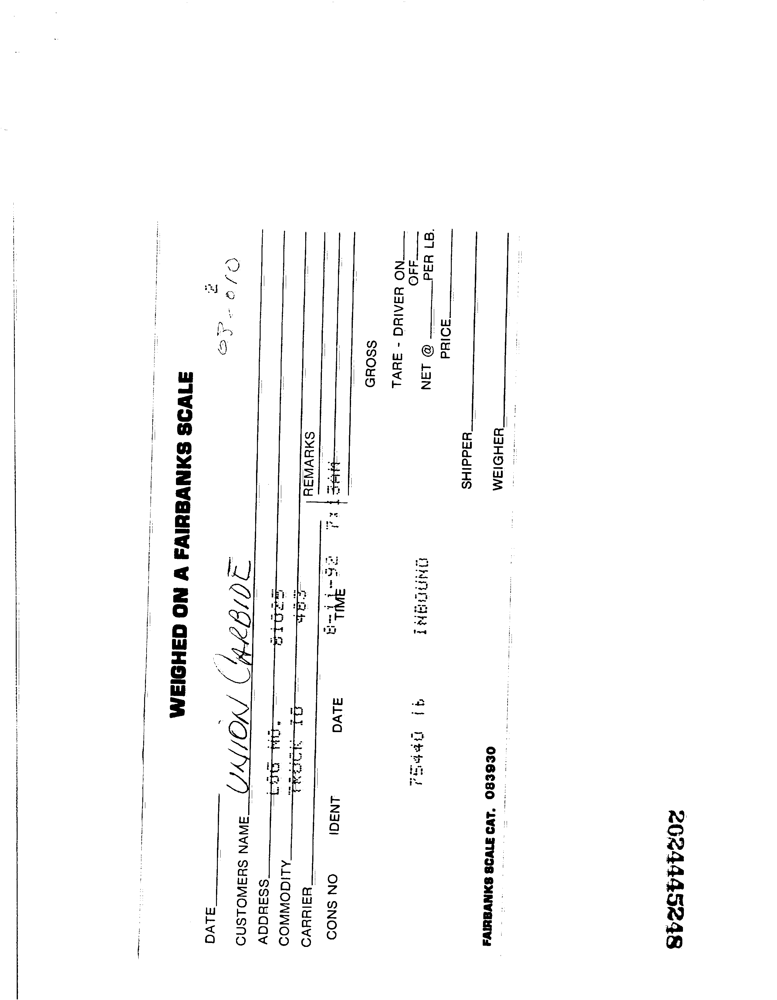 WEIGHED ON A FAIRBANKS SCALE
2
DATE 08-010
CUSTOMERS NAME UNION CARBIDE
ADDRESS
LOG NO. 81025
COMMODITY
TRUCK ID 483
CARRIER
REMARKS
8-11-92 7:13AM
CONS NO IDENT DATE TIME
GROSS
TARE - DRIVER ON
OFF
75440 lb INBOUND
NET @ PER LB.
PRICE
SHIPPER
WEIGHER
FAIRBANKS SCALE CAT. 083930
2024445248